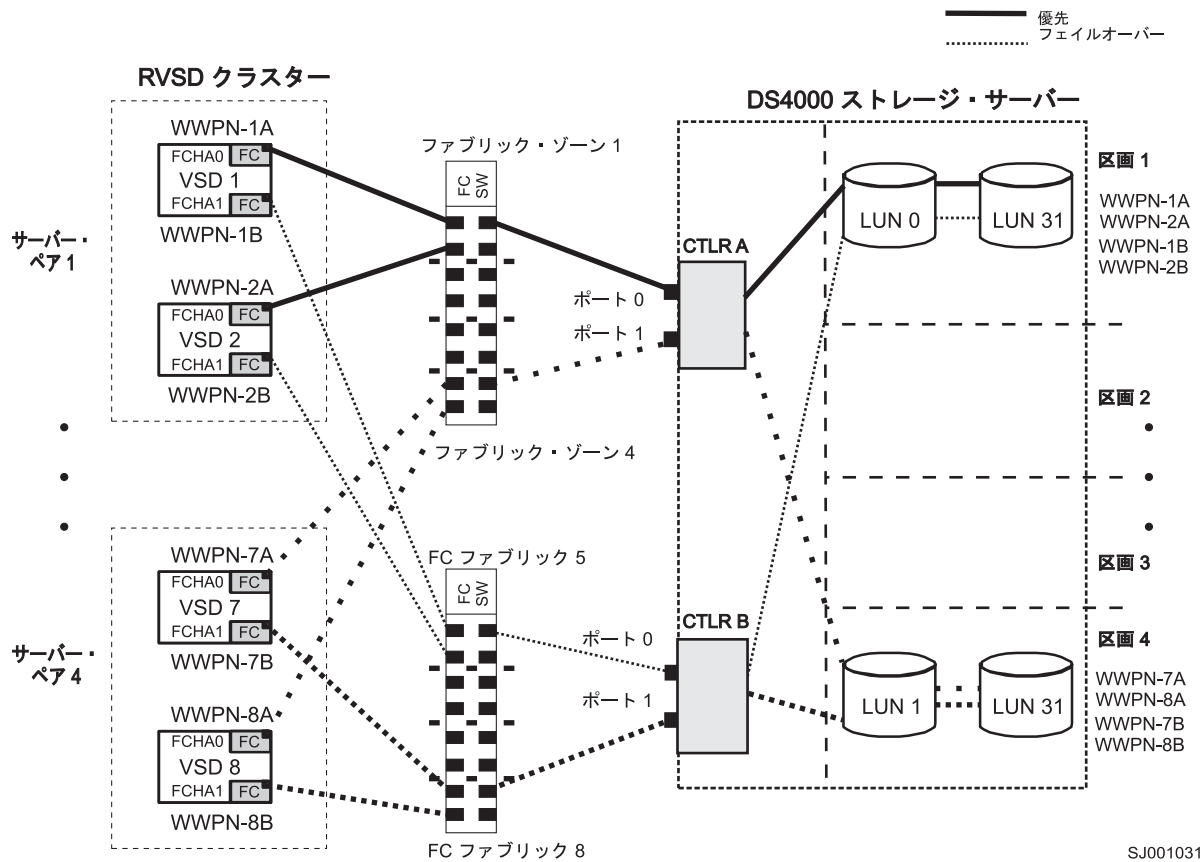 優先
フェイルオーバー
RVSD クラスター
DS4000 ストレージ・サーバー
サーバー・
ペア 1
WWPN-1A
FCHA0 FC
VSD 1
FCHA1 FC
WWPN-1B
WWPN-2A
FCHA0 FC
VSD 2
FCHA1 FC
WWPN-2B
ファブリック・ゾーン 1
FC
SW
ファブリック・ゾーン 4
CTLR A
ポート 0
ポート 1
LUN 0
LUN 31
区画 1
WWPN-1A
WWPN-2A
WWPN-1B
WWPN-2B
区画 2
区画 3
サーバー・
ペア 4
WWPN-7A
FCHA0 FC
VSD 7
FCHA1 FC
WWPN-7B
WWPN-8A
FCHA0 FC
VSD 8
FCHA1 FC
WWPN-8B
FC ファブリック 5
FC
SW
FC ファブリック 8
CTLR B
ポート 0
ポート 1
LUN 1
LUN 31
区画 4
WWPN-7A
WWPN-8A
WWPN-7B
WWPN-8B
SJ001031